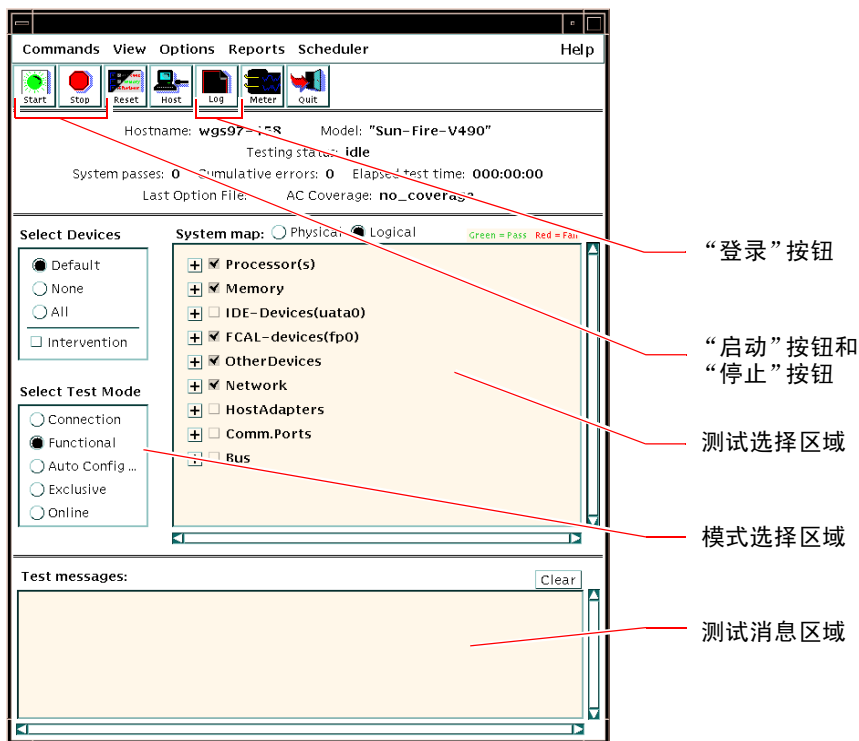 Commands View Options Reports Scheduler Help
Start Stop Reset Host Log Meter Quit
Hostname: wgs97-158 Model: "Sun-Fire-V490"
Testing status: idle
System passes: 0 Cumulative errors: 0 Elapsed test time: 000:00:00
Last Option File: AC Coverage: no_coverage
Select Devices
Default
None
All
Intervention
Select Test Mode
Connection
Functional
Auto Config ...
Exclusive
Online
System map: Physical Logical Green = Pass Red = Fail
Processor(s)
Memory
IDE-Devices(uata0)
FCAL-devices(fp0)
OtherDevices
Network
HostAdapters
Comm.Ports
Bus
Test messages:
Clear
“登录”按钮
“启动”按钮和
“停止”按钮
测试选择区域
模式选择区域
测试消息区域